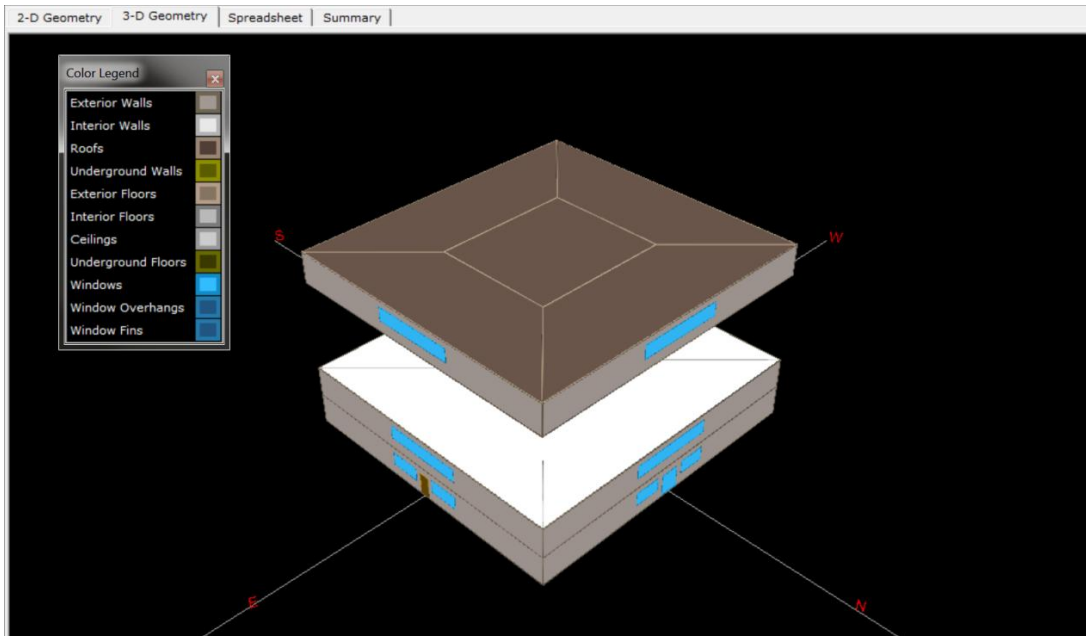 2-D Geometry 3-D Geometry Spreadsheet Summary
Color Legend
Exterior Walls
Interior Walls
Roofs
Underground Walls
Exterior Floors
Interior Floors
Ceilings
Underground Floors
Windows
Window Overhangs
Window Fins
S
W
E
N